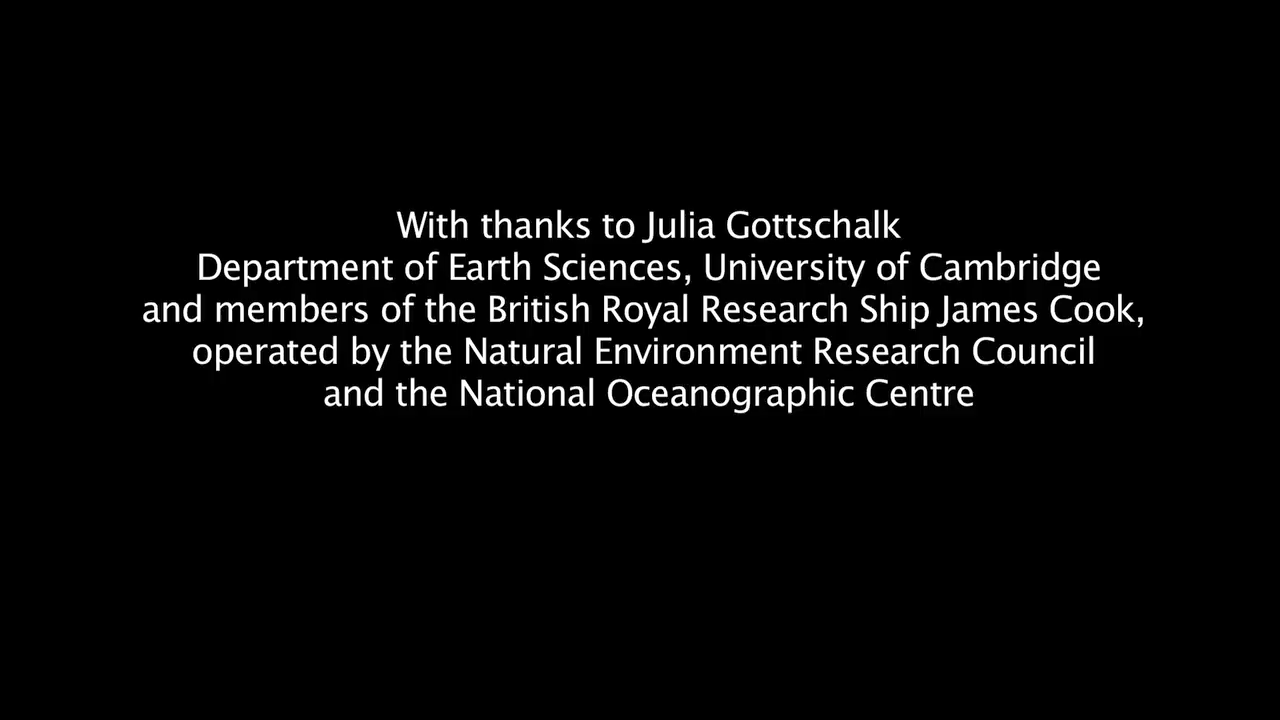 With thanks to Julia Gottschalk
Department of Earth Sciences, University of Cambridge
and members of the British Royal Research Ship James Cook,
operated by the Natural Environment Research Council
and the National Oceanographic Centre